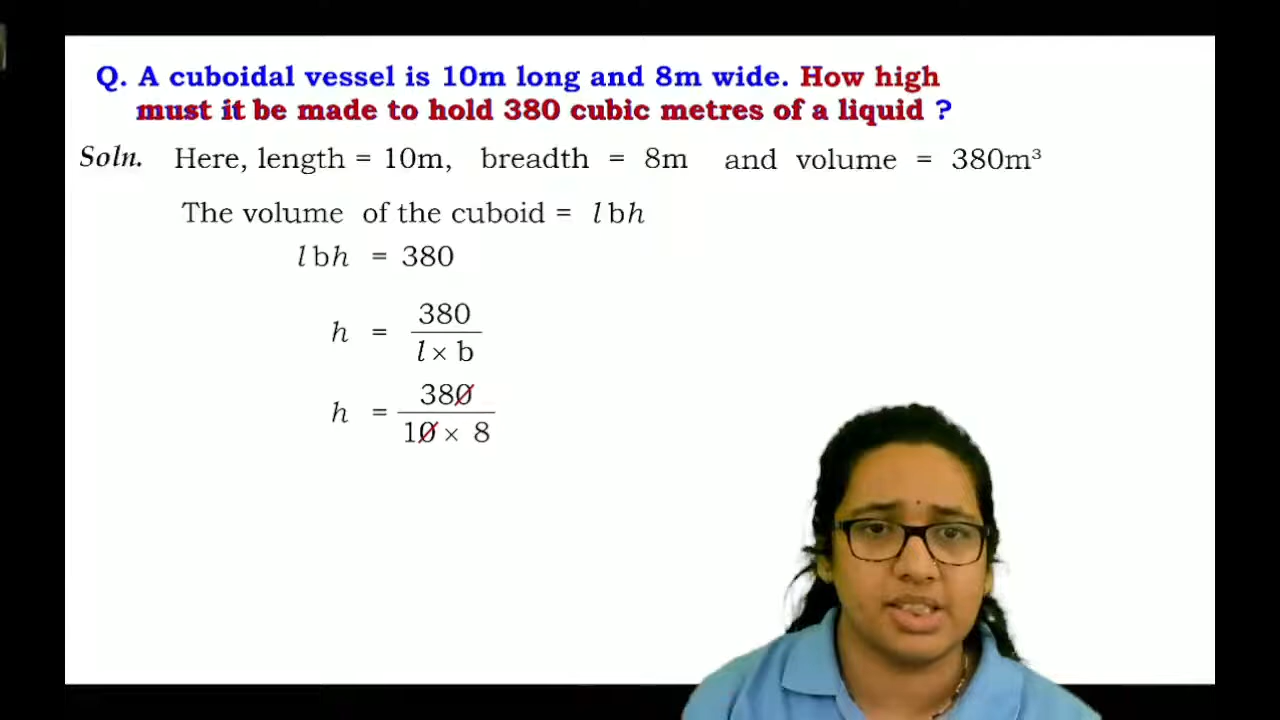 Q. A cuboidal vessel is 10m long and 8m wide. How high
must it be made to hold 380 cubic metres of a liquid ?
Soln. Here, length = 10m, breadth = 8m and volume = 380m³
The volume of the cuboid = lbh
lbh = 380
h = 380
l × b
h = 380
10 × 8